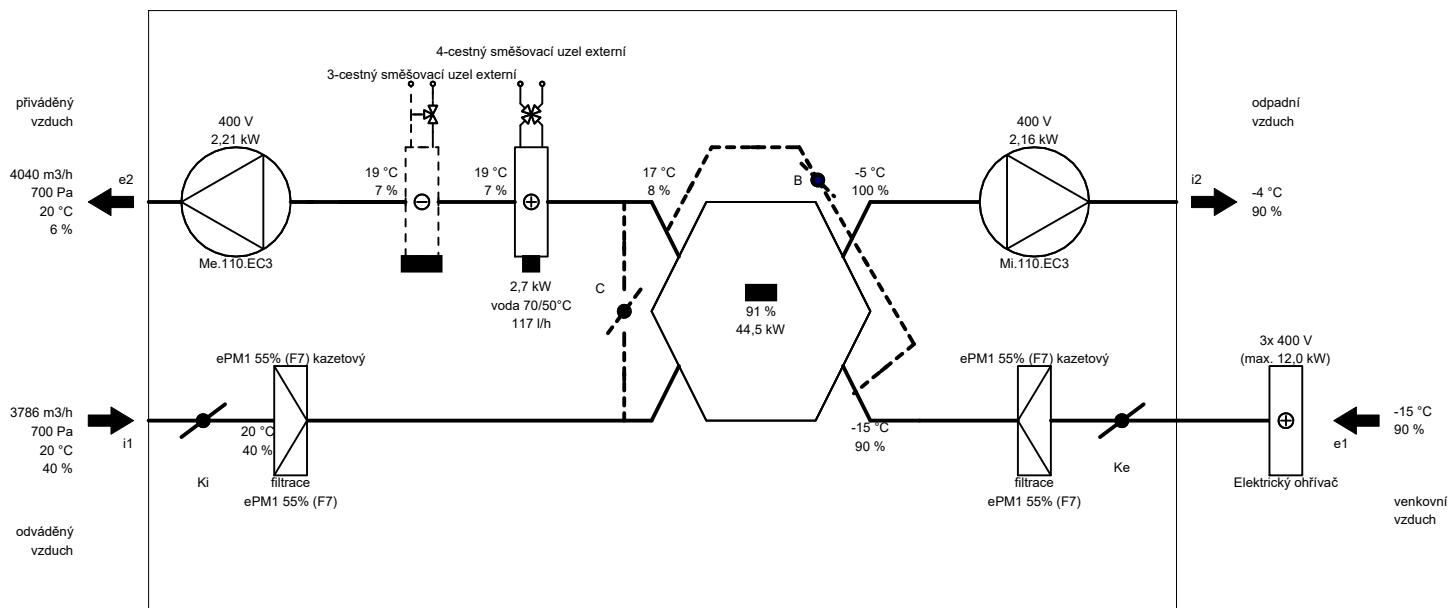 4-cestný směšovací uzel externí
3-cestný směšovací uzel externí
přiváděný
vzduch
400 V
2,21 kW
4040 m3/h
700 Pa
20 °C
6 %
e2
Me.110.EC3
19 °C
7 %
19 °C
7 %
2,7 kW
voda 70/50°C
117 l/h
17 °C
8 %
C
B
91 %
44,5 kW
-5 °C
100 %
400 V
2,16 kW
Mi.110.EC3
odpadní
vzduch
i2
-4 °C
90 %
3786 m3/h
700 Pa
20 °C
40 %
i1
Ki
ePM1 55% (F7) kazetový
20 °C
40 %
filtrace
ePM1 55% (F7)
odváděný
vzduch
-15 °C
90 %
ePM1 55% (F7) kazetový
filtrace
ePM1 55% (F7)
Ke
3x 400 V
(max. 12,0 kW)
Elektrický ohřívač
e1
-15 °C
90 %
venkovní
vzduch